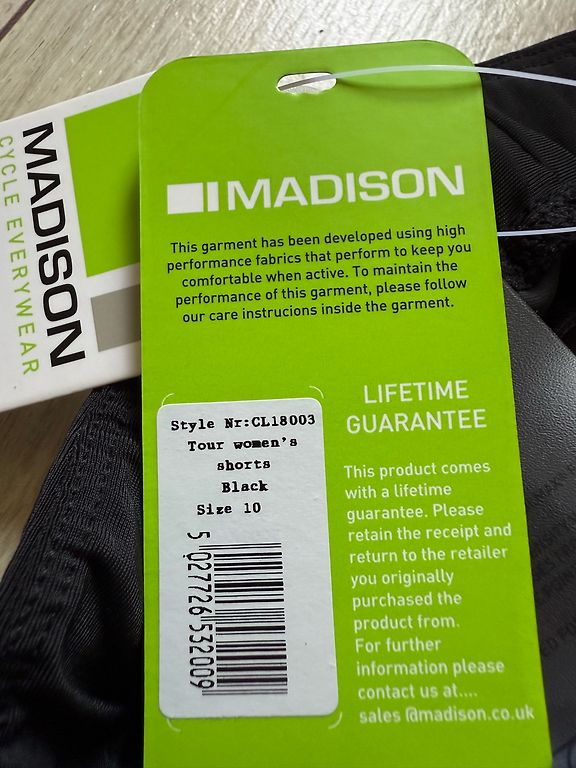 MADISON
CYCLE EVERYWEAR
MADISON
This garment has been developed using high
performance fabrics that perform to keep you
comfortable when active. To maintain the
performance of this garment, please follow
our care instrucions inside the garment.
LIFETIME
GUARANTEE
This product comes
with a lifetime
guarantee. Please
retain the receipt and
return to the retailer
you originally
purchased the
product from.
For further
information please
contact us at....
sales @madison.co.uk
Style Nr:CL18003
Tour women's
shorts
Black
Size 10
5 027726 532009